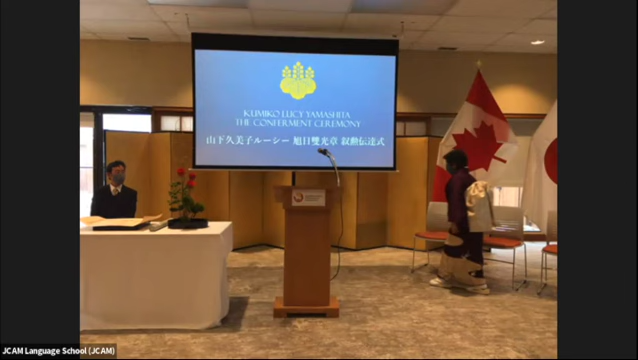 KUMIKO LUCY YAMASHITA
THE CONFERMENT CEREMONY
山下久美子ルーシー 旭日雙光章 叙勲伝達式
JCAM Language School (JCAM)